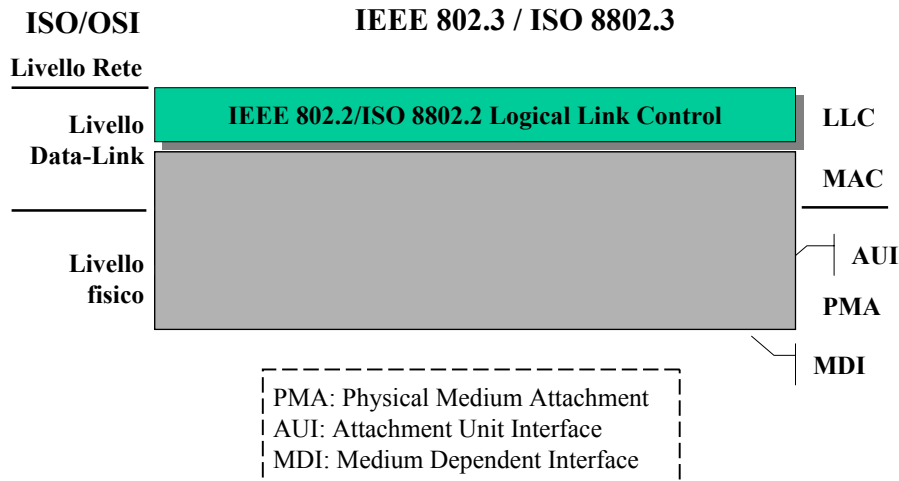 ISO/OSI
IEEE 802.3 / ISO 8802.3
Livello Rete
IEEE 802.2/ISO 8802.2 Logical Link Control
LLC
Livello
Data-Link
MAC
AUI
Livello
fisico
PMA
MDI
PMA: Physical Medium Attachment
AUI: Attachment Unit Interface
MDI: Medium Dependent Interface